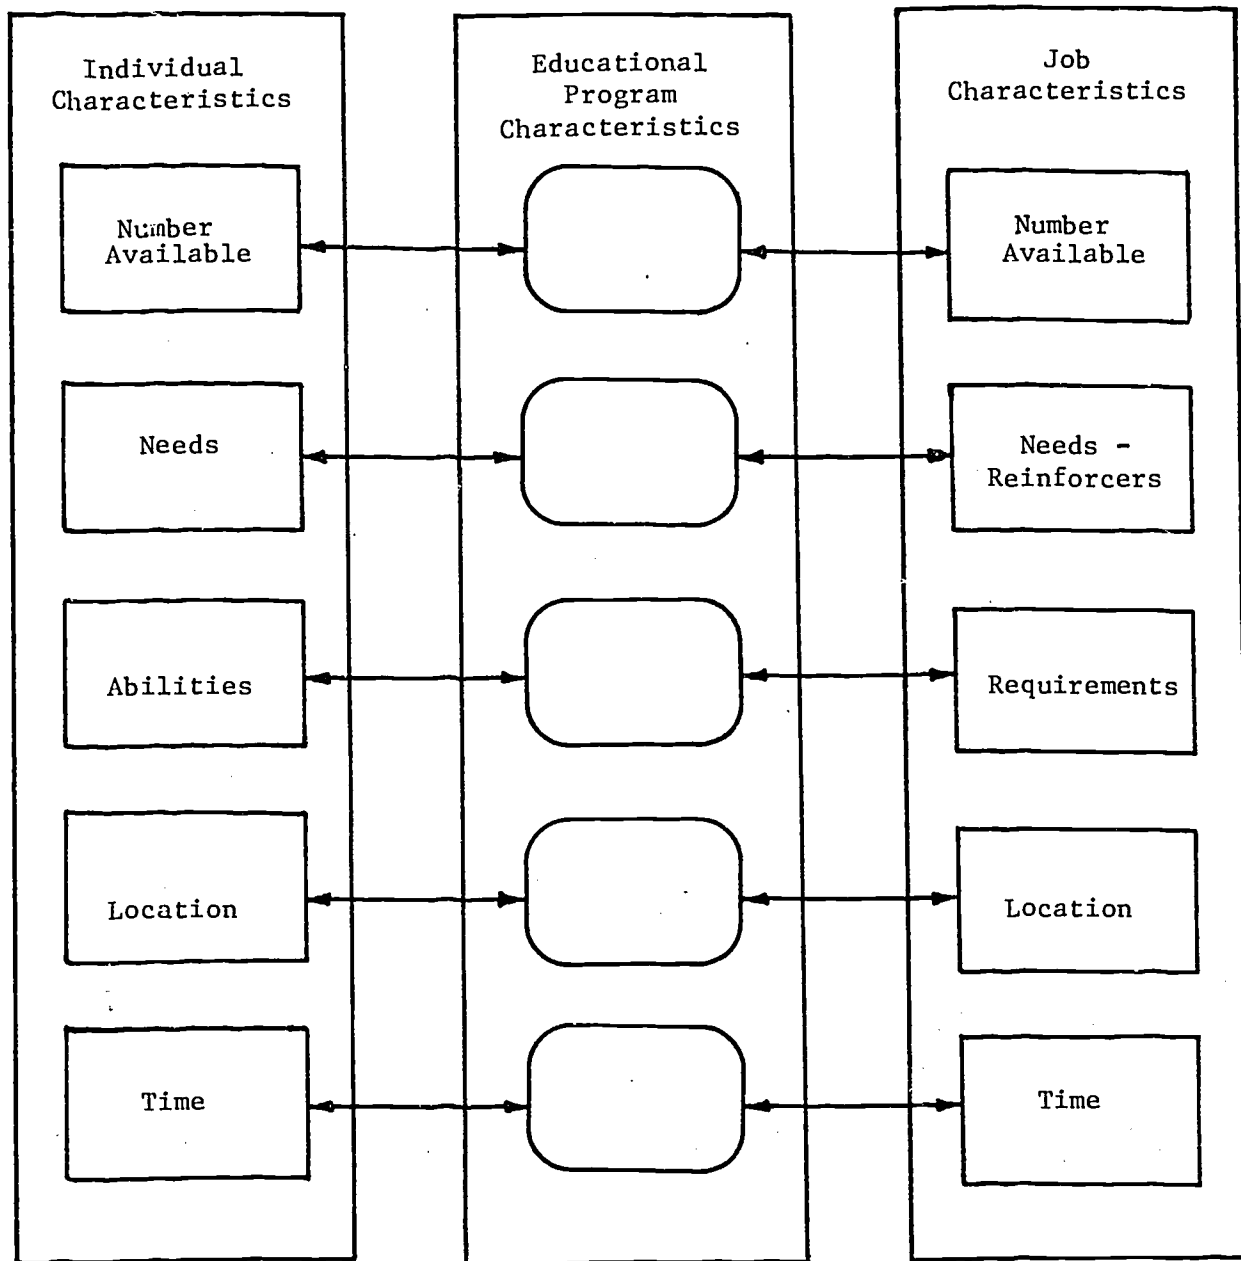 Individual
Characteristics
Educational
Program
Characteristics
Job
Characteristics
Number
Available
Number
Available
Needs
Needs -
Reinforcers
Abilities
Requirements
Location
Location
Time
Time